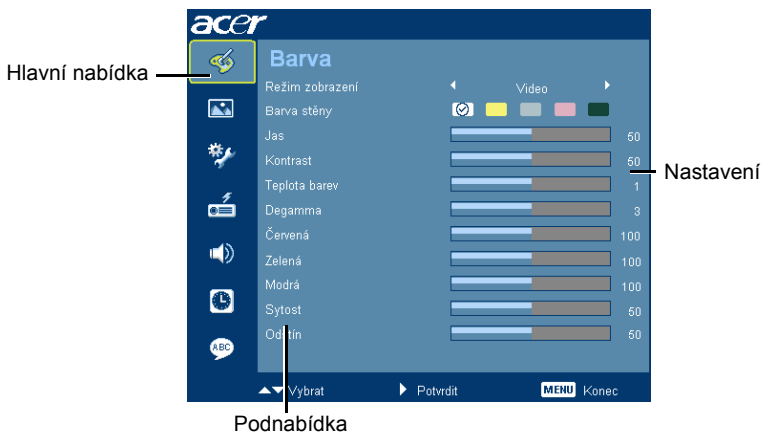 acer
Hlavní nabídka
Barva
Režim zobrazení Video
Barva stěny
Jas 50
Kontrast 50
Nastavení
Teplota barev 1
Degamma 3
Červená 100
Zelená 100
Modrá 100
Sytost 50
Odstín 50
ABC
Vybrat Potvrdit MENU Konec
Podnabídka